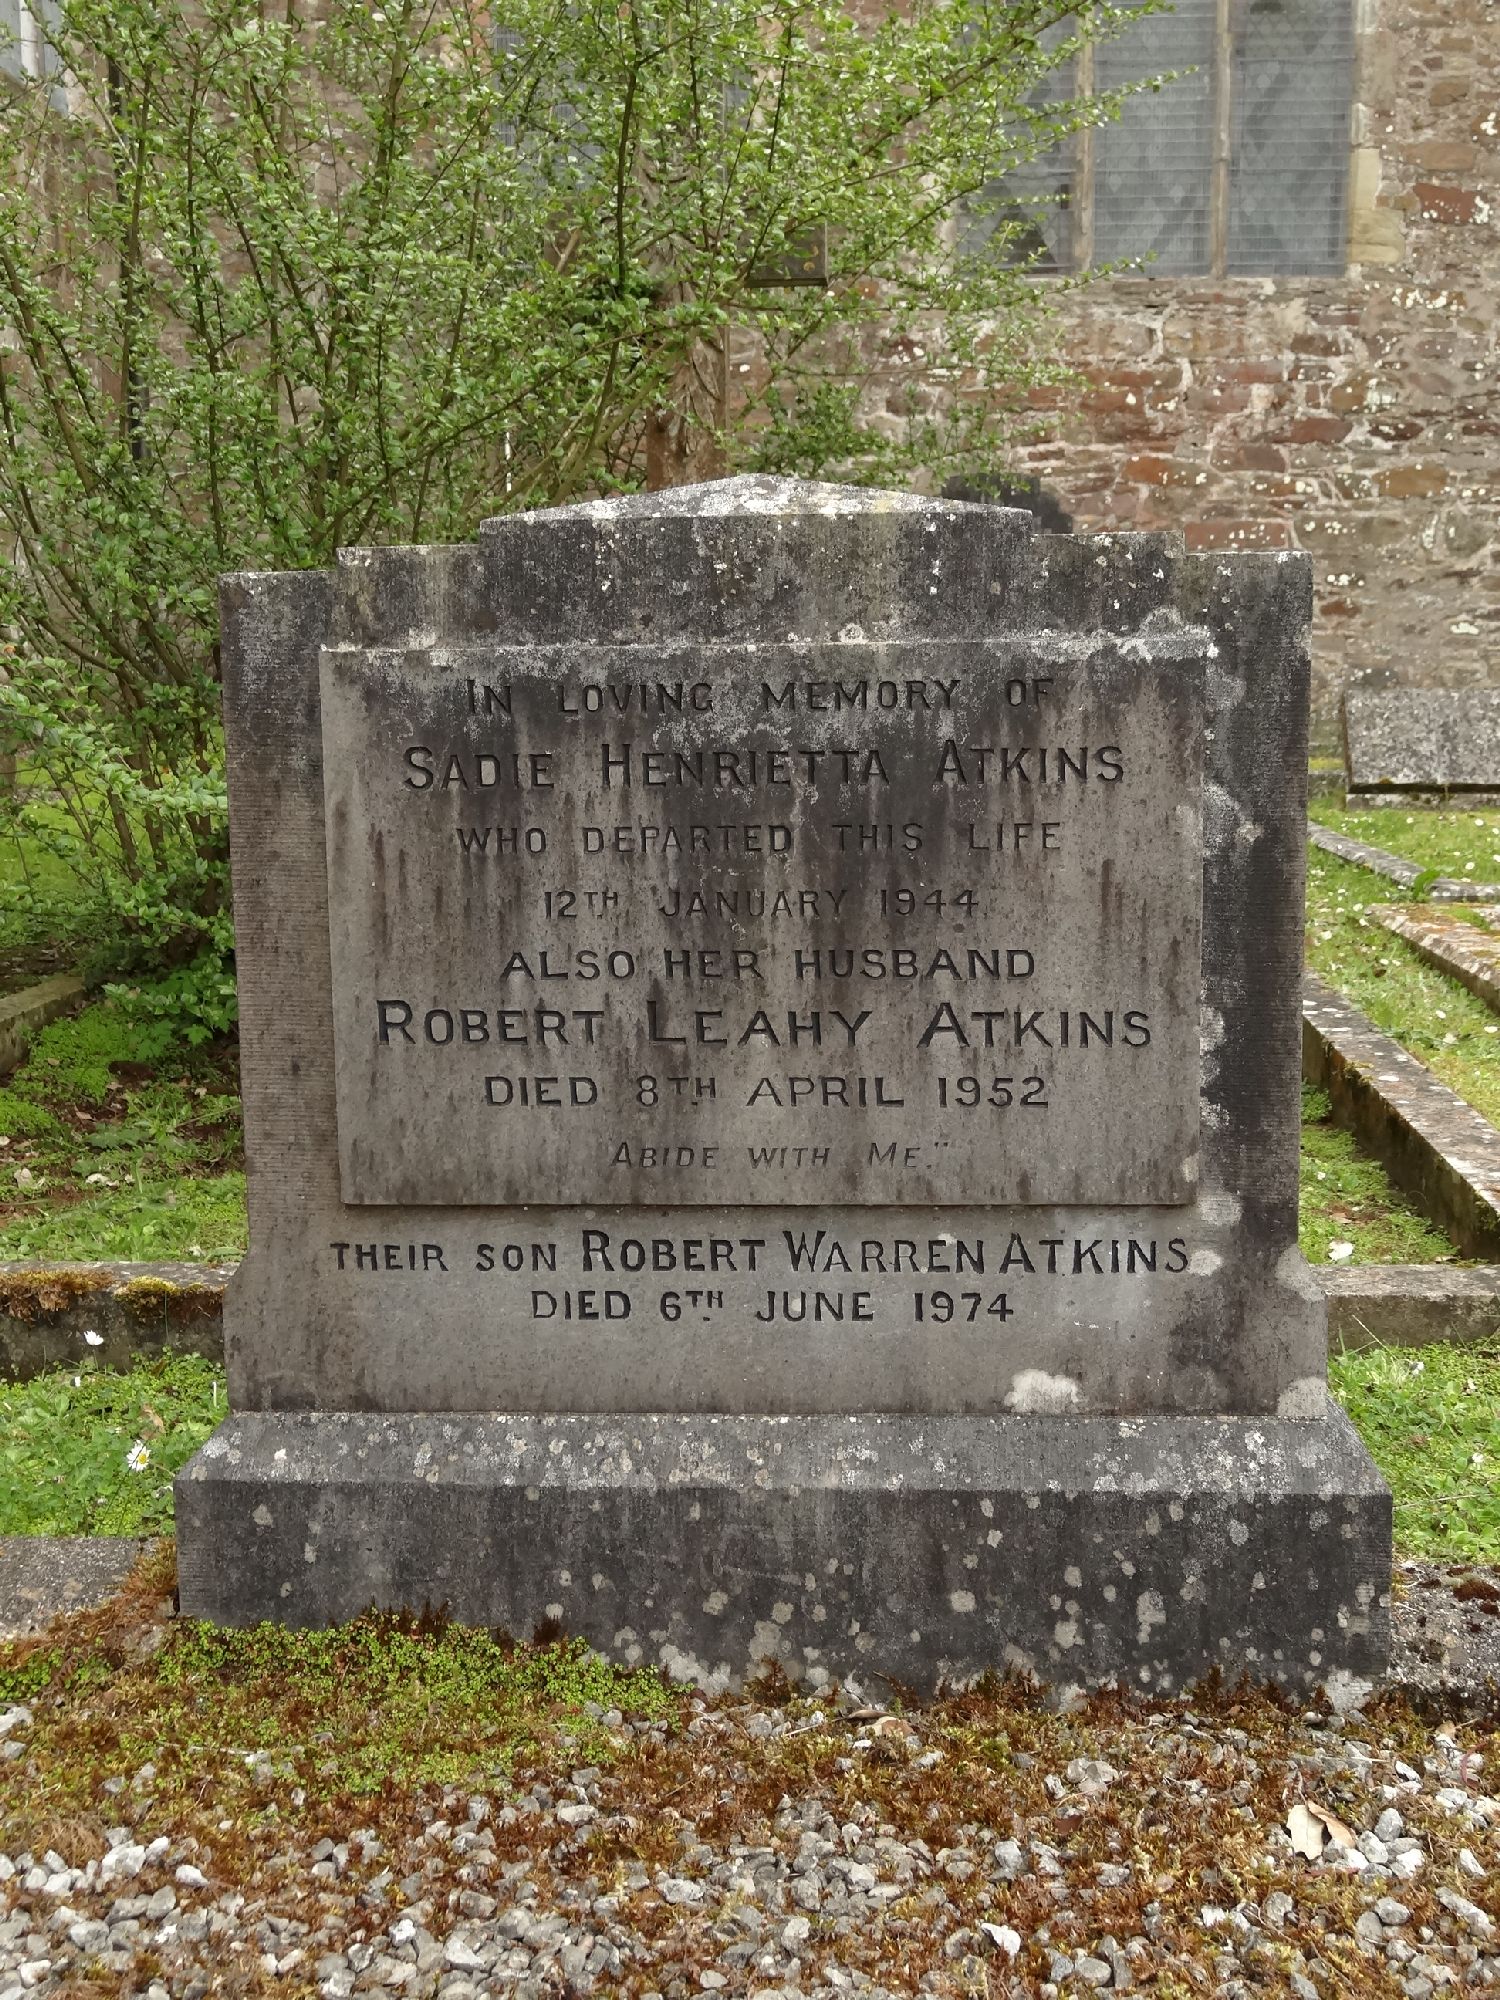 IN LOVING MEMORY OF
SADIE HENRIETTA ATKINS
WHO DEPARTED THIS LIFE
12TH JANUARY 1944
ALSO HER HUSBAND
ROBERT LEAHY ATKINS
DIED 8TH APRIL 1952
ABIDE WITH ME."
THEIR SON ROBERT WARREN ATKINS
DIED 6TH JUNE 1974